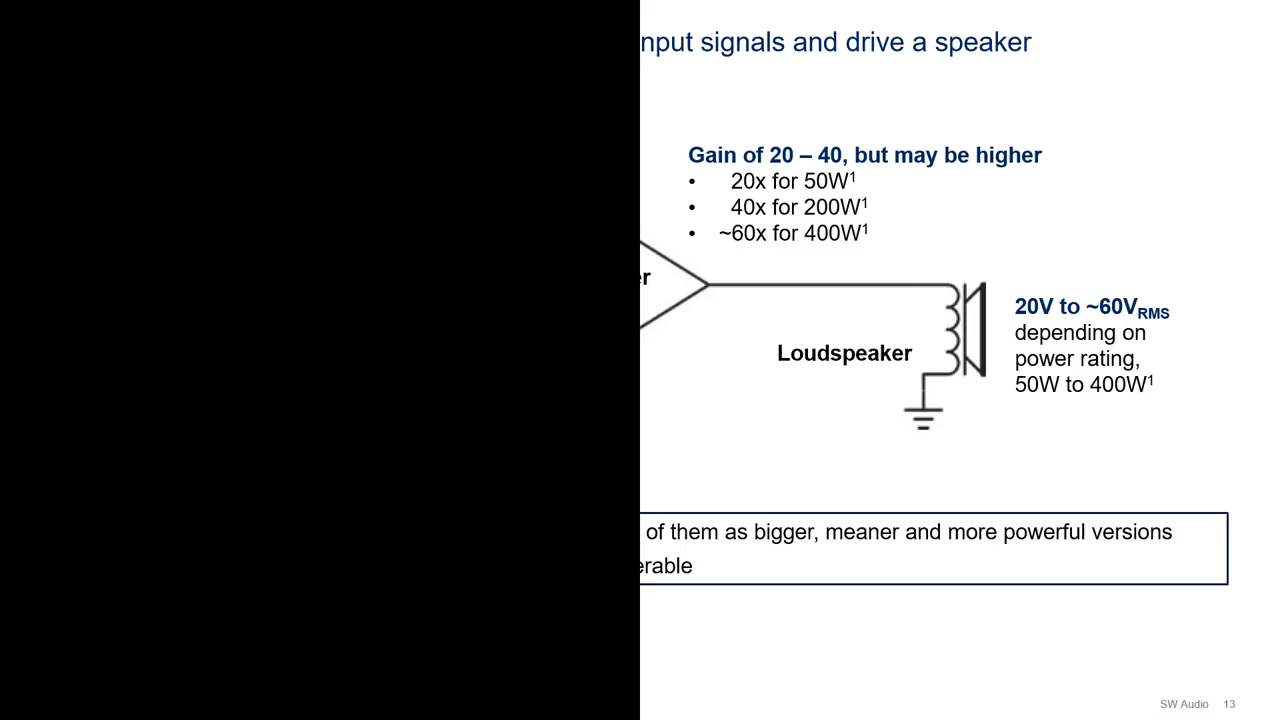 nput signals and drive a speaker
Gain of 20 – 40, but may be higher
• 20x for 50W¹
• 40x for 200W¹
• ~60x for 400W¹
er
20V to ~60VRMS
depending on
power rating,
50W to 400W¹
Loudspeaker
of them as bigger, meaner and more powerful versions
erable
SW Audio 13